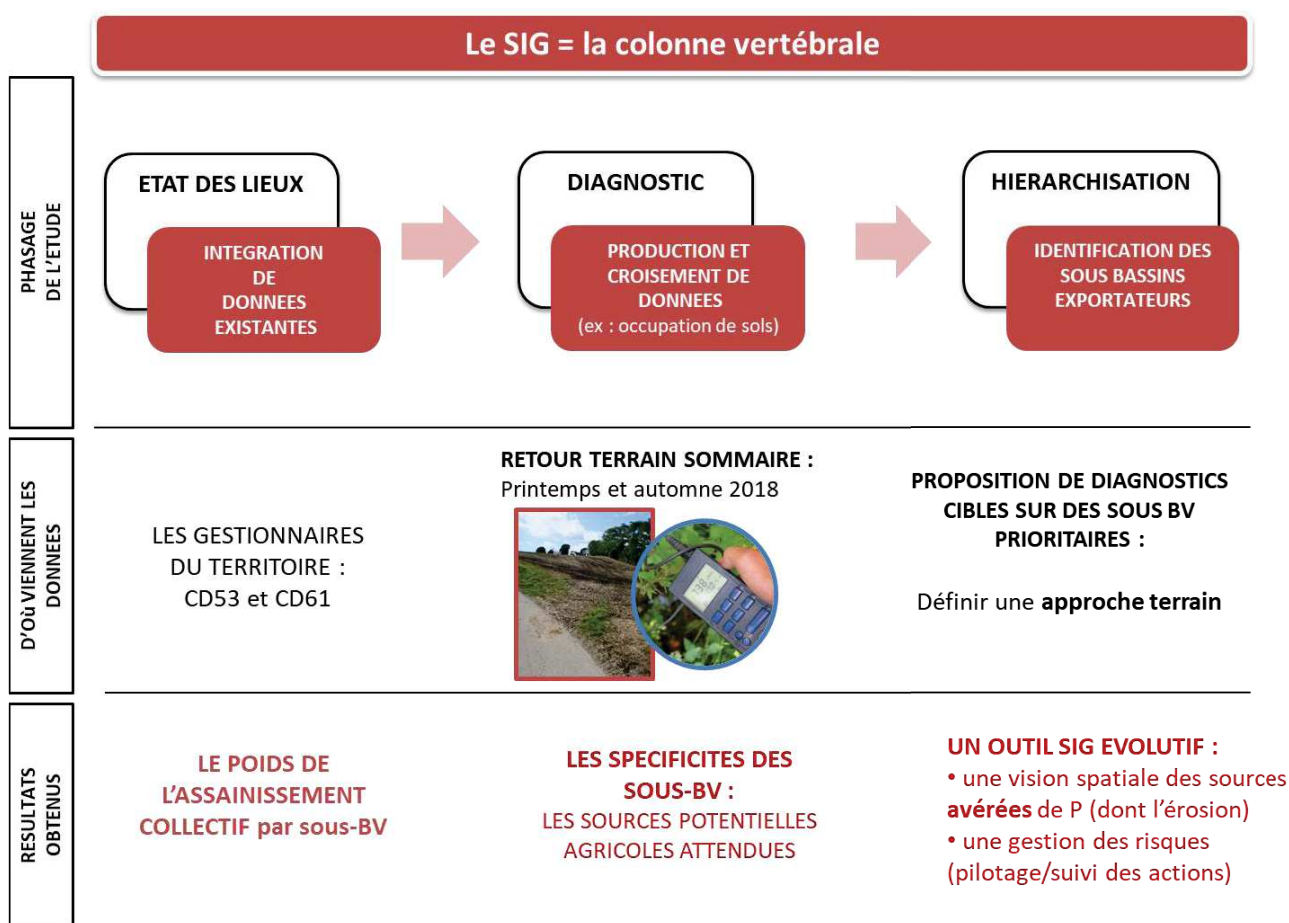 Le SIG = la colonne vertébrale
PHASAGE
DE L'ETUDE
ETAT DES LIEUX
INTEGRATION
DE
DONNEES
EXISTANTES
DIAGNOSTIC
PRODUCTION ET
CROISEMENT DE
DONNEES
(ex : occupation de sols)
HIERARCHISATION
IDENTIFICATION DES
SOUS BASSINS
EXPORTATEURS
D'Où VIENNENT LES
DONNEES
LES GESTIONNAIRES
DU TERRITOIRE :
CD53 et CD61
RETOUR TERRAIN SOMMAIRE :
Printemps et automne 2018
PROPOSITION DE DIAGNOSTICS
CIBLES SUR DES SOUS BV
PRIORITAIRES :
Définir une approche terrain
RESULTATS
OBTENUS
LE POIDS DE
L'ASSAINISSEMENT
COLLECTIF par sous-BV
LES SPECIFICITES DES
SOUS-BV :
LES SOURCES POTENTIELLES
AGRICOLES ATTENDUES
UN OUTIL SIG EVOLUTIF :
• une vision spatiale des sources
avérées de P (dont l'érosion)
• une gestion des risques
(pilotage/suivi des actions)